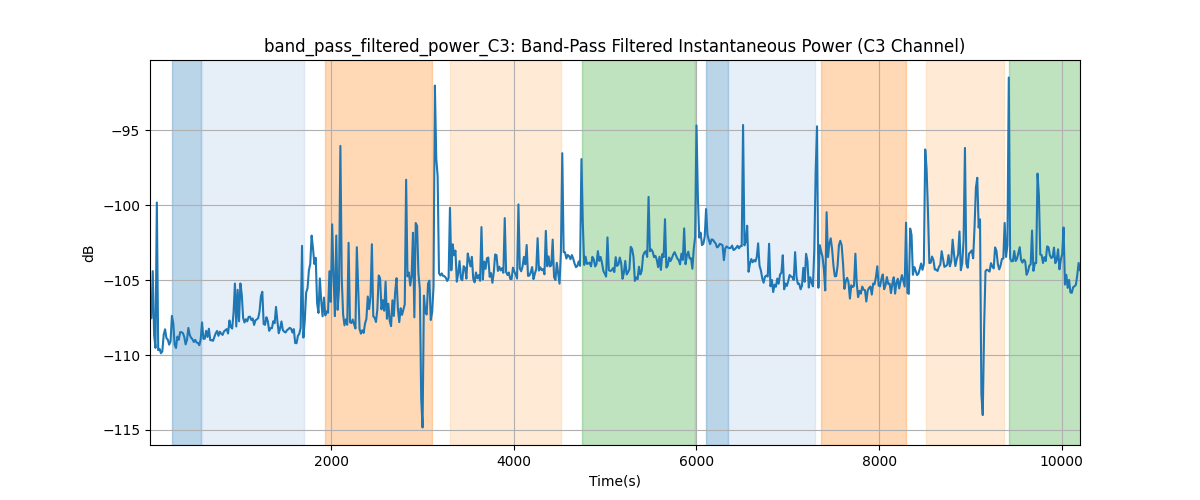 band_pass_filtered_power_C3: Band-Pass Filtered Instantaneous Power (C3 Channel)
−95
−100
−105
−110
−115
dB
2000 4000 6000 8000 10000
Time(s)